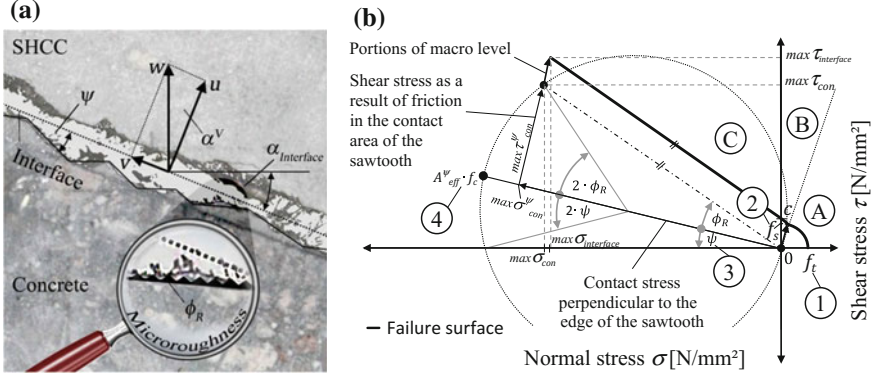 (a)
SHCC
w
u
ψ
α^V
v
α_Interface
Interface
Concrete
ϕ_R
Microroughness
(b)
Portions of macro level
Shear stress as a
result of friction
in the contact
area of the
sawtooth
max τ^ψ_con
A^ψ_eff · f_c
4
max σ^ψ_con
2 · ϕ_R
2 · ψ
max σ_interface
max σ_con
Contact stress
perpendicular to the
edge of the sawtooth
Failure surface
Normal stress σ [N/mm²]
max τ_interface
max τ_con
B
C
A
2
c
f_s
ϕ_R
ψ
3
0
f_t
1
Shear stress τ [N/mm²]